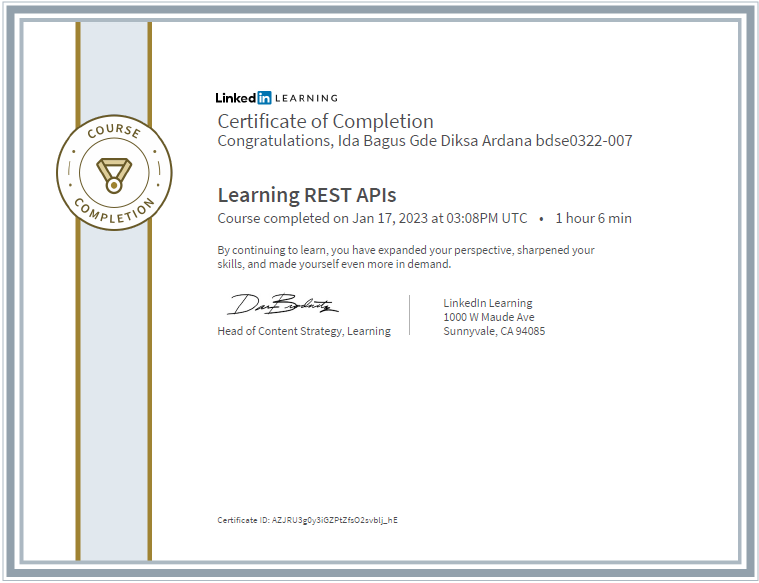 COURSE
COMPLETION
LinkedIn LEARNING
Certificate of Completion
Congratulations, Ida Bagus Gde Diksa Ardana bdse0322-007
Learning REST APIs
Course completed on Jan 17, 2023 at 03:08PM UTC • 1 hour 6 min
By continuing to learn, you have expanded your perspective, sharpened your
skills, and made yourself even more in demand.
Head of Content Strategy, Learning
LinkedIn Learning
1000 W Maude Ave
Sunnyvale, CA 94085
Certificate ID: AZJRU3g0y3iGZPtZfsO2svblj_hE